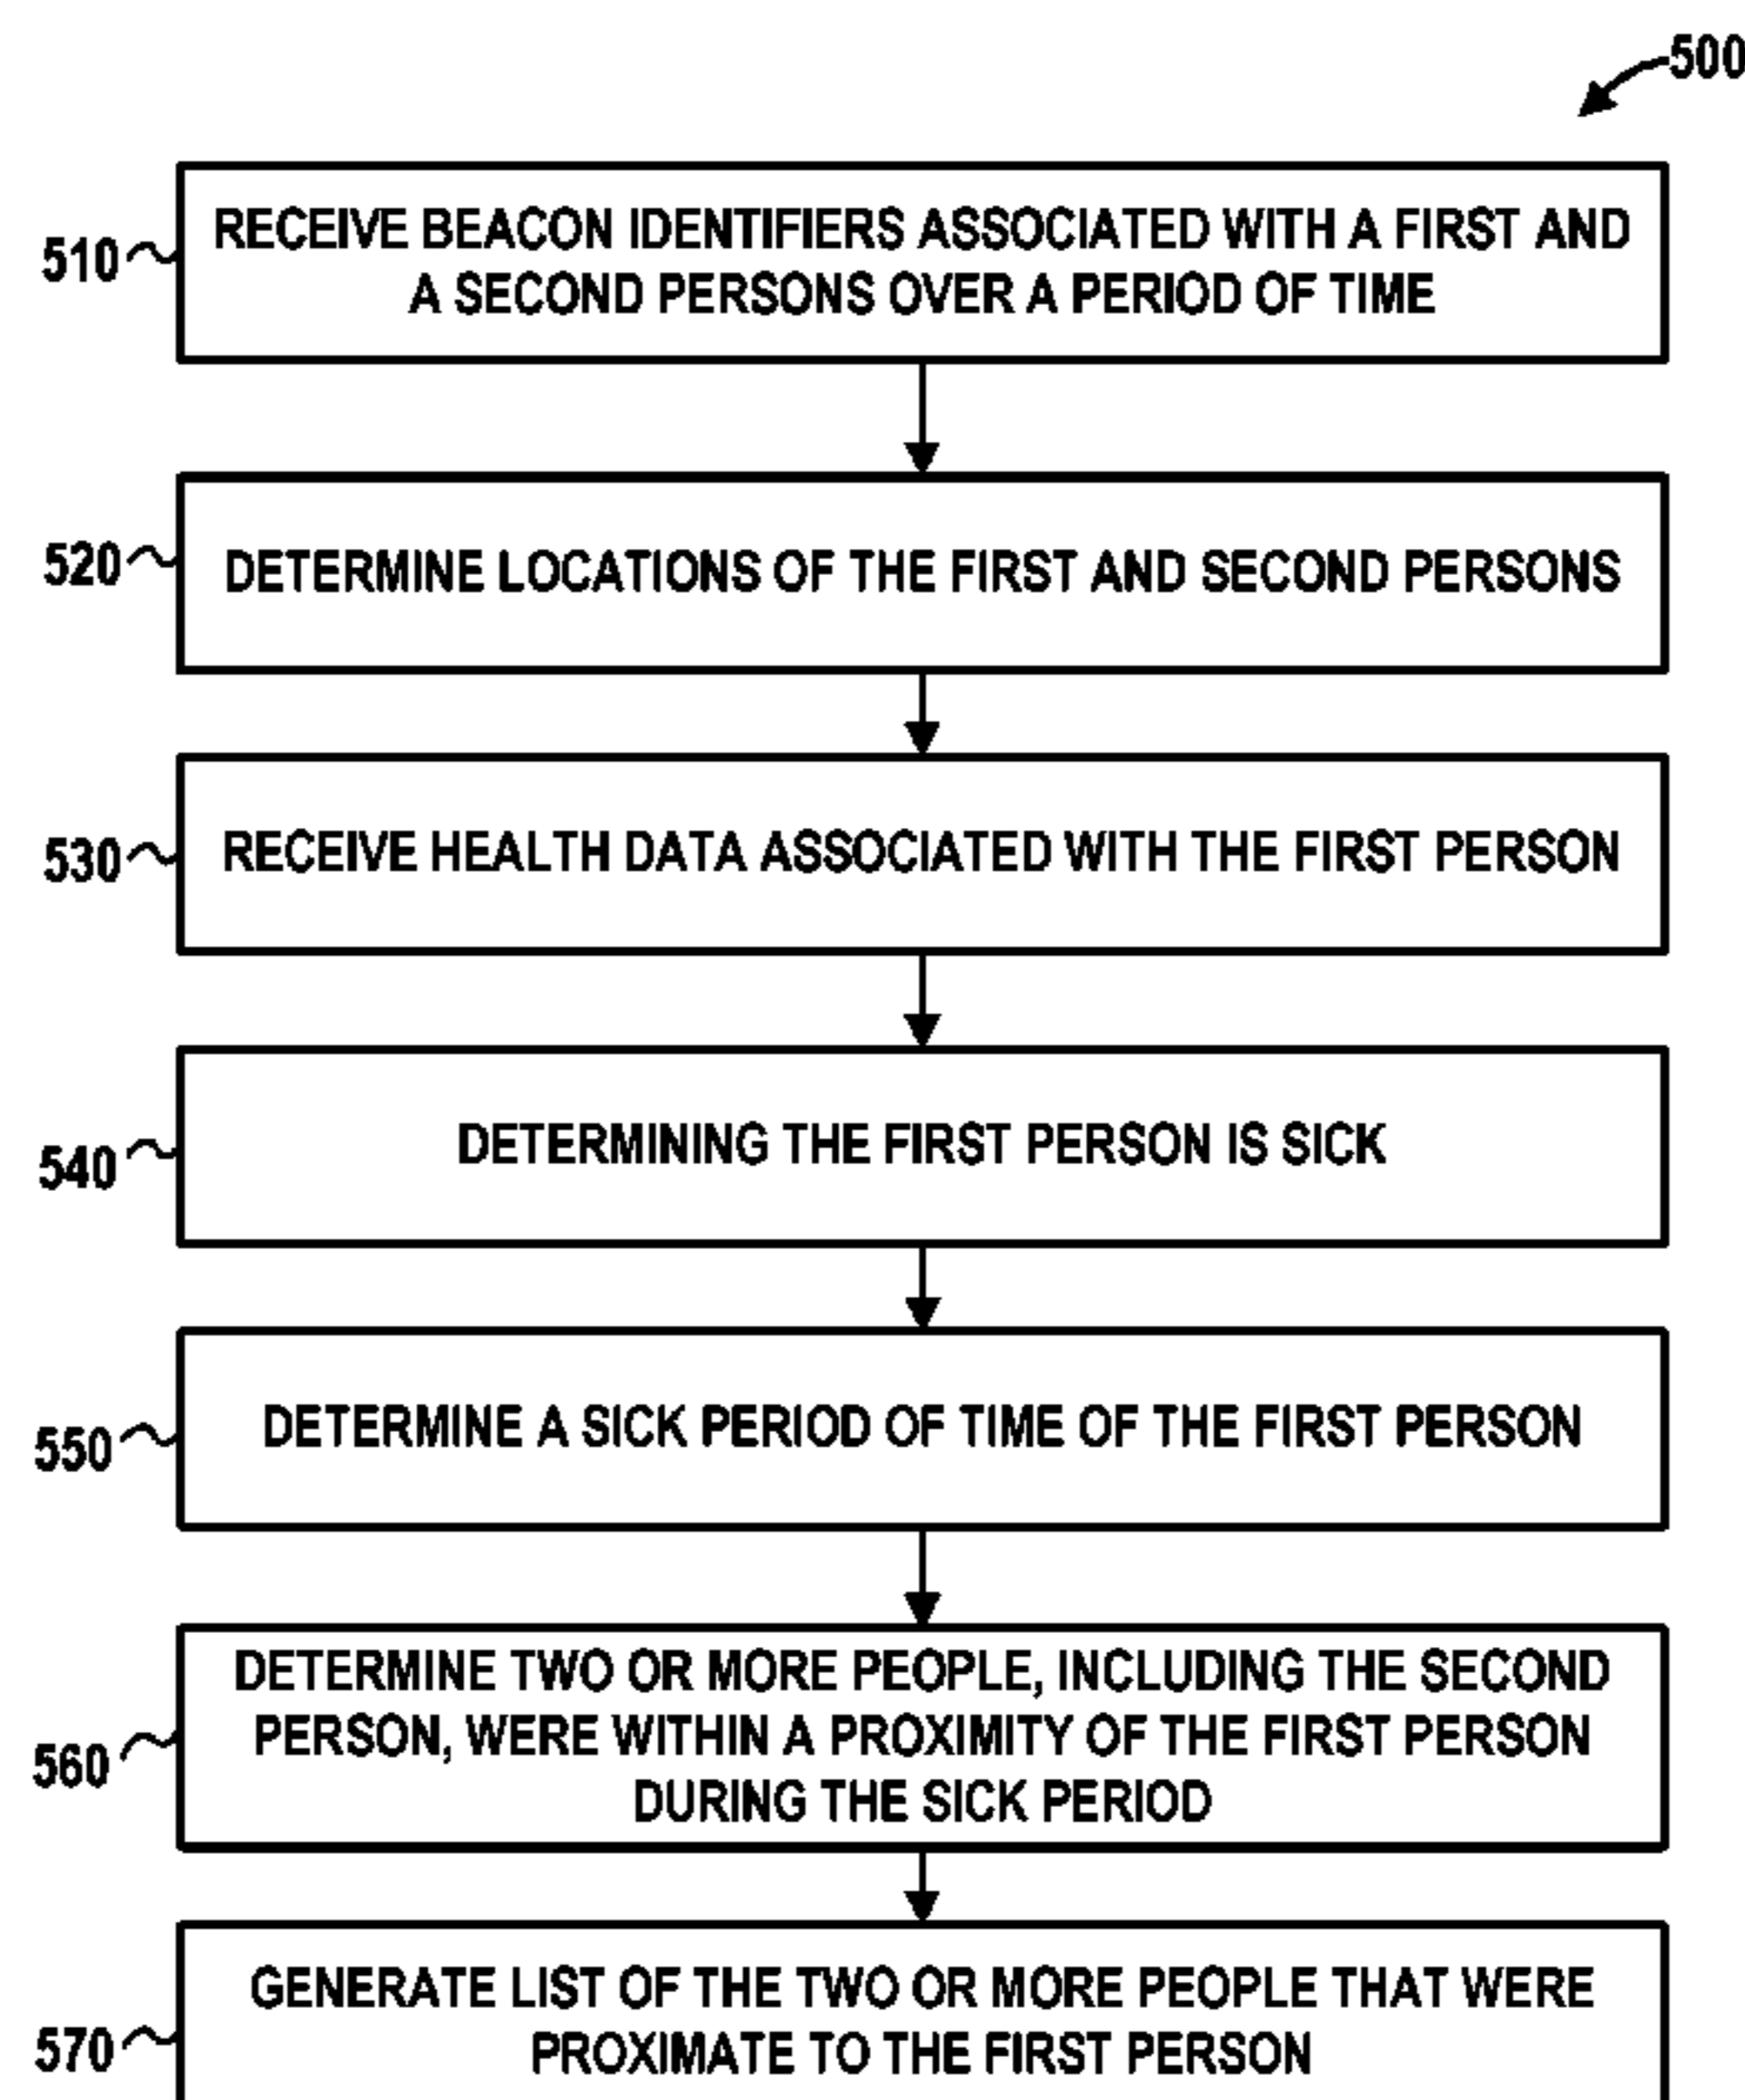 500
510
RECEIVE BEACON IDENTIFIERS ASSOCIATED WITH A FIRST AND
A SECOND PERSONS OVER A PERIOD OF TIME
520
DETERMINE LOCATIONS OF THE FIRST AND SECOND PERSONS
530
RECEIVE HEALTH DATA ASSOCIATED WITH THE FIRST PERSON
540
DETERMINING THE FIRST PERSON IS SICK
550
DETERMINE A SICK PERIOD OF TIME OF THE FIRST PERSON
560
DETERMINE TWO OR MORE PEOPLE, INCLUDING THE SECOND
PERSON, WERE WITHIN A PROXIMITY OF THE FIRST PERSON
DURING THE SICK PERIOD
570
GENERATE LIST OF THE TWO OR MORE PEOPLE THAT WERE
PROXIMATE TO THE FIRST PERSON